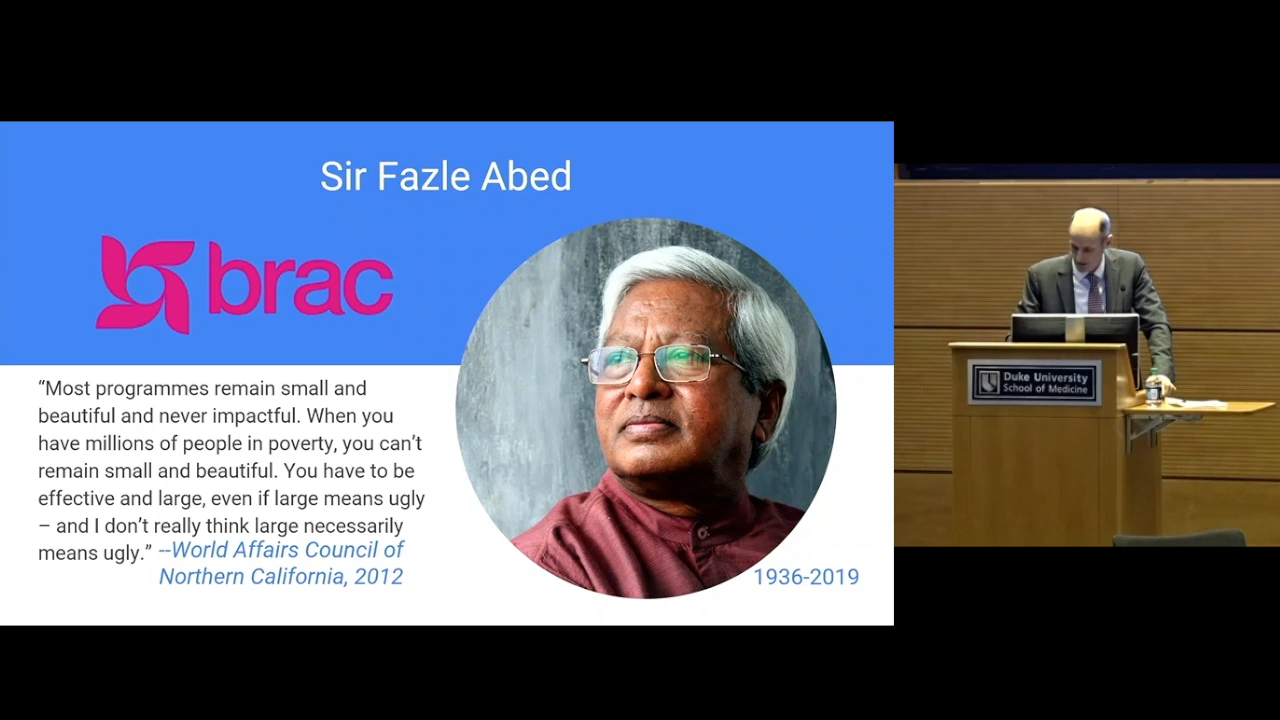 Sir Fazle Abed
brac
“Most programmes remain small and
beautiful and never impactful. When you
have millions of people in poverty, you can’t
remain small and beautiful. You have to be
effective and large, even if large means ugly
– and I don’t really think large necessarily
means ugly.” --World Affairs Council of
Northern California, 2012
1936-2019
Duke University
School of Medicine